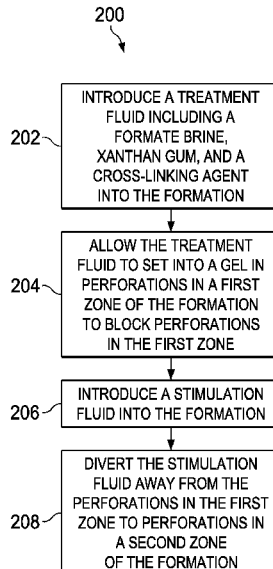 200
202
INTRODUCE A TREATMENT
FLUID INCLUDING A
FORMATE BRINE,
XANTHAN GUM, AND A
CROSS-LINKING AGENT
INTO THE FORMATION
204
ALLOW THE TREATMENT
FLUID TO SET INTO A GEL IN
PERFORATIONS IN A FIRST
ZONE OF THE FORMATION
TO BLOCK PERFORATIONS
IN THE FIRST ZONE
206
INTRODUCE A STIMULATION
FLUID INTO THE FORMATION
208
DIVERT THE STIMULATION
FLUID AWAY FROM THE
PERFORATIONS IN THE FIRST
ZONE TO PERFORATIONS IN
A SECOND ZONE
OF THE FORMATION